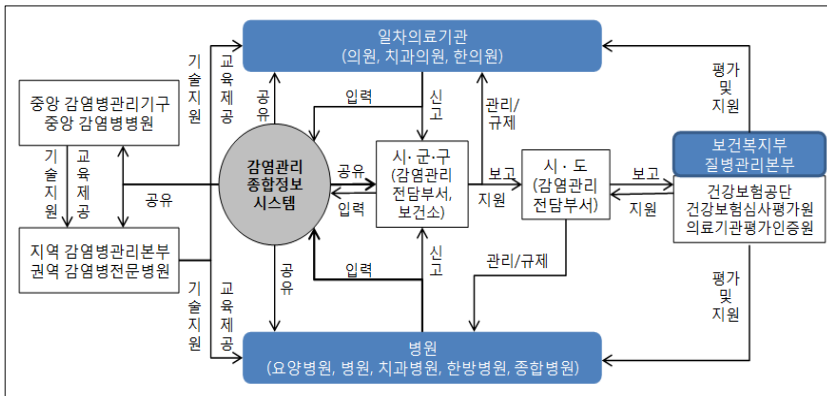 일차의료기관
(의원, 치과의원, 한의원)
기술지원
교육제공
공유
입력
신고
관리/
규제
평가
및
지원
중앙 감염병관리기구
중앙 감염병병원
기술지원
교육제공
공유
지역 감염병관리본부
권역 감염병전문병원
감염관리
종합정보
시스템
공유
입력
시·군·구
(감염관리
전담부서,
보건소)
보고
지원
시·도
(감염관리
전담부서)
보고
지원
보건복지부
질병관리본부
건강보험공단
건강보험심사평가원
의료기관평가인증원
기술지원
교육제공
공유
입력
신고
관리/규제
평가
및
지원
병원
(요양병원, 병원, 치과병원, 한방병원, 종합병원)